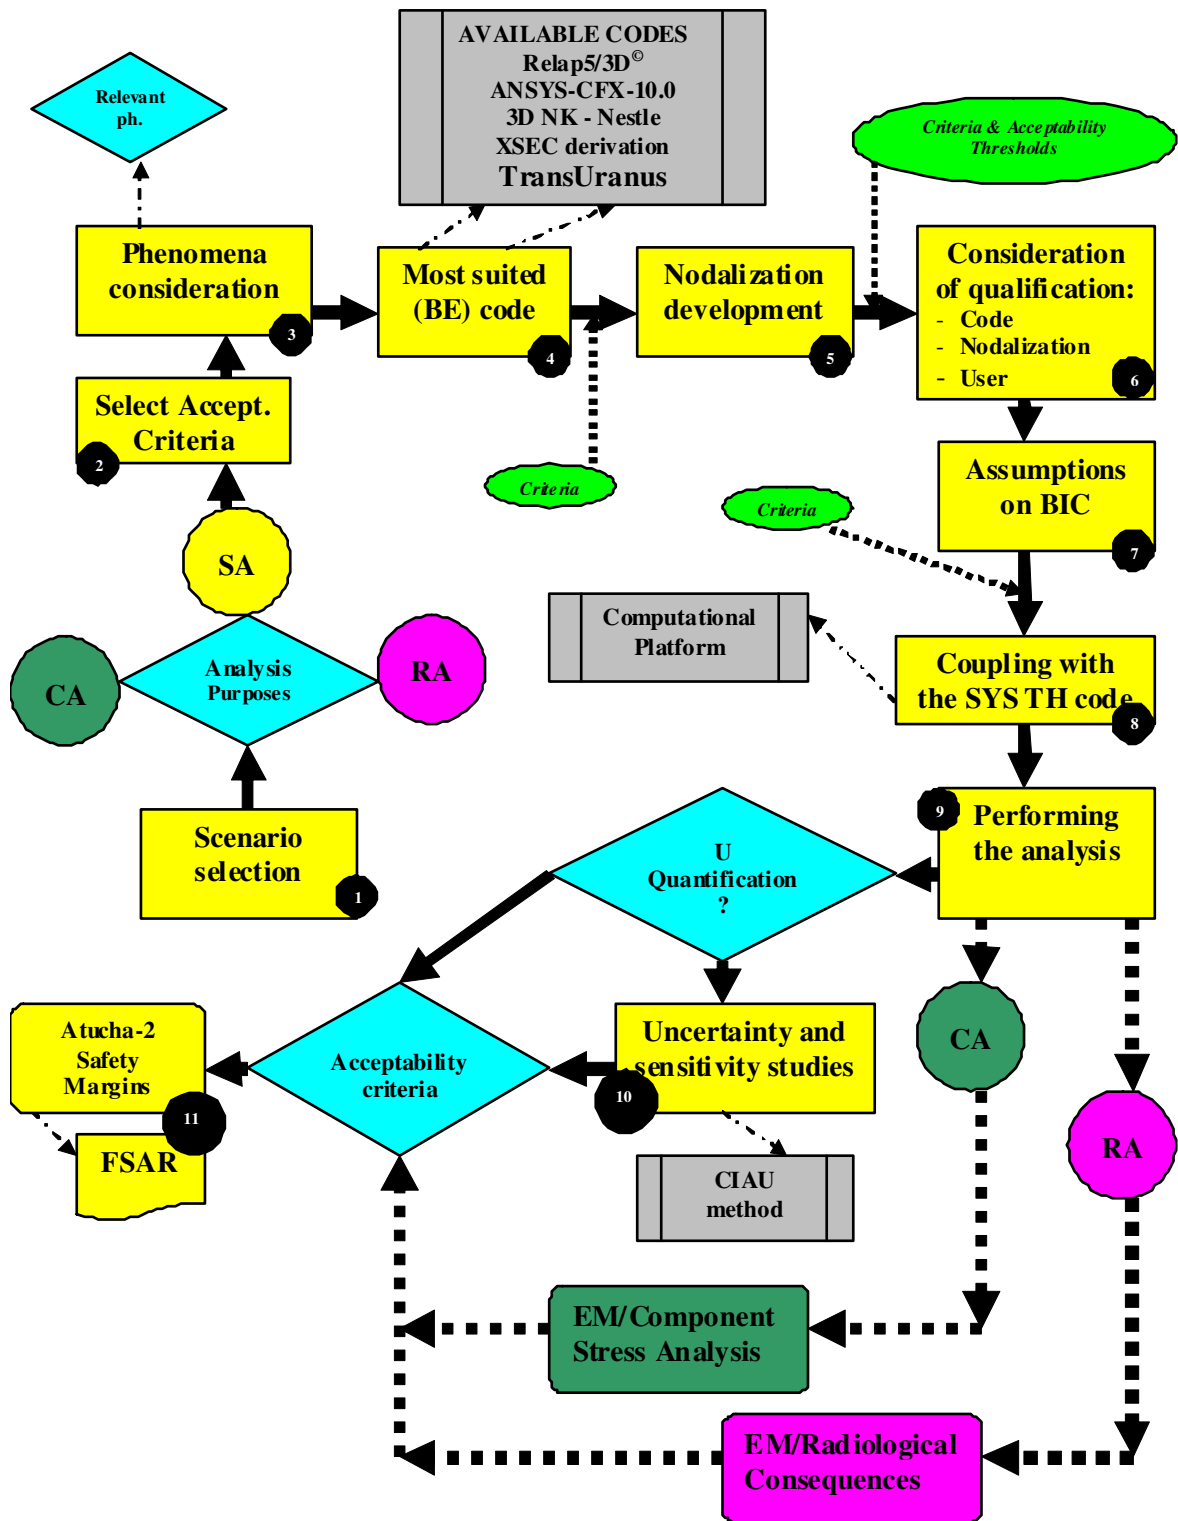 AVAILABLE CODES
Relap5/3D©
ANSYS-CFX-10.0
3D NK - Nestle
XSEC derivation
TransUranus
Relevant
ph.
Criteria & Acceptability
Thresholds
Phenomena
consideration
3
Most suited
(BE) code
4
Nodalization
development
5
Consideration
of qualification:
- Code
- Nodalization
- User
6
Select Accept.
Criteria
2
Criteria
Criteria
Assumptions
on BIC
7
SA
CA
Analysis
Purposes
RA
Computational
Platform
Coupling with
the SYS TH code
8
Scenario
selection
1
U
Quantification
?
9
Performing
the analysis
Atucha-2
Safety
Margins
11
FSAR
Acceptability
criteria
Uncertainty and
sensitivity studies
10
CA
RA
CIAU
method
EM/Component
Stress Analysis
EM/Radiological
Consequences